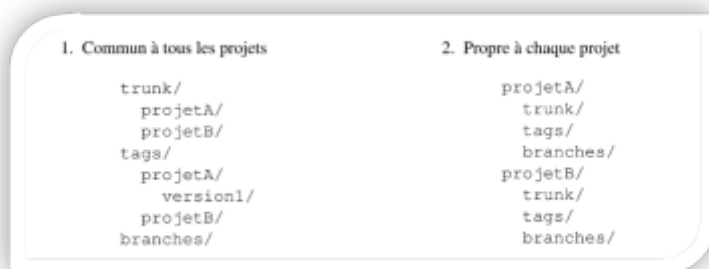 1. Commun à tous les projets
trunk/
projetA/
projetB/
tags/
projetA/
version1/
projetB/
branches/
2. Propre à chaque projet
projetA/
trunk/
tags/
branches/
projetB/
trunk/
tags/
branches/